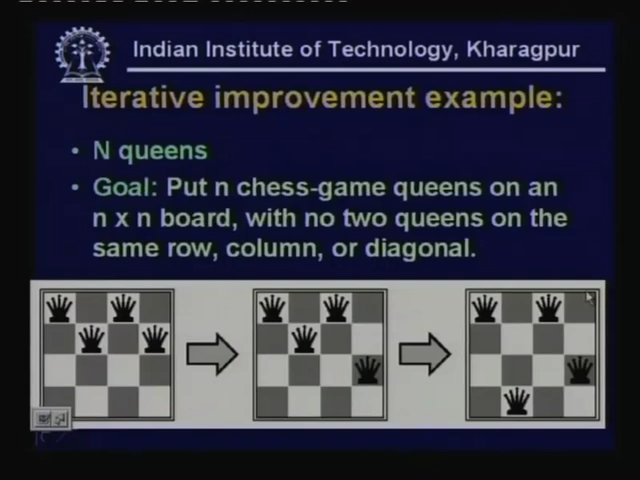 Indian Institute of Technology, Kharagpur
Iterative improvement example:
• N queens
• Goal: Put n chess-game queens on an
n x n board, with no two queens on the
same row, column, or diagonal.